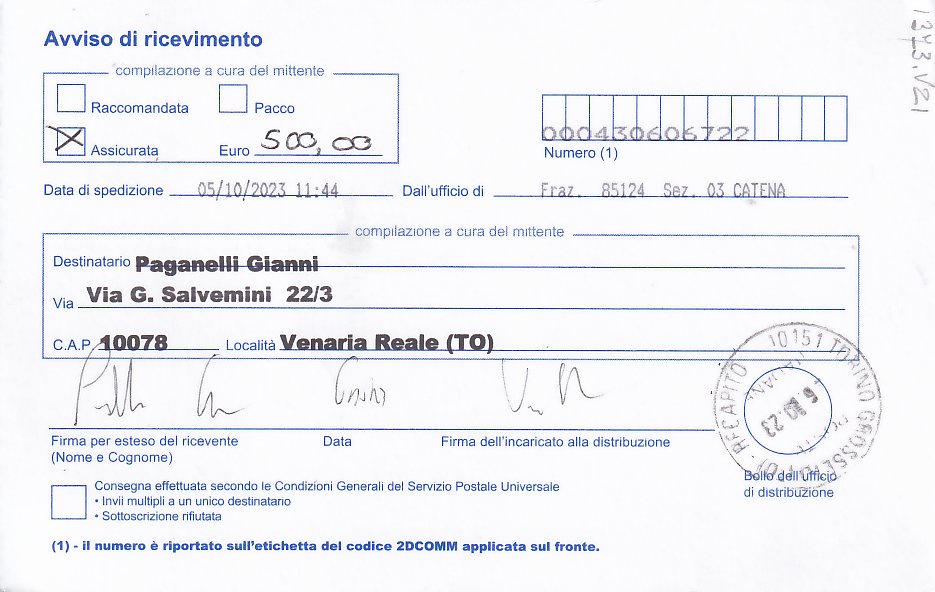 Avviso di ricevimento
compilazione a cura del mittente
Raccomandata Pacco
Assicurata Euro 500,00
000430606722
Numero (1)
Data di spedizione 05/10/2023 11:44 Dall'ufficio di Fraz. 85124 Sez. 03 CATENA
compilazione a cura del mittente
Destinatario Paganelli Gianni
Via Via G. Salvemini 22/3
C.A.P. 10078 Località Venaria Reale (TO)
10151 TORINO GROSSETO
RECAPITO
6.10.23
Firma per esteso del ricevente Data Firma dell'incaricato alla distribuzione
(Nome e Cognome)
Bollo dell'ufficio
di distribuzione
Consegna effettuata secondo le Condizioni Generali del Servizio Postale Universale
• Invii multipli a un unico destinatario
• Sottoscrizione rifiutata
(1) - il numero è riportato sull'etichetta del codice 2DCOMM applicata sul fronte.